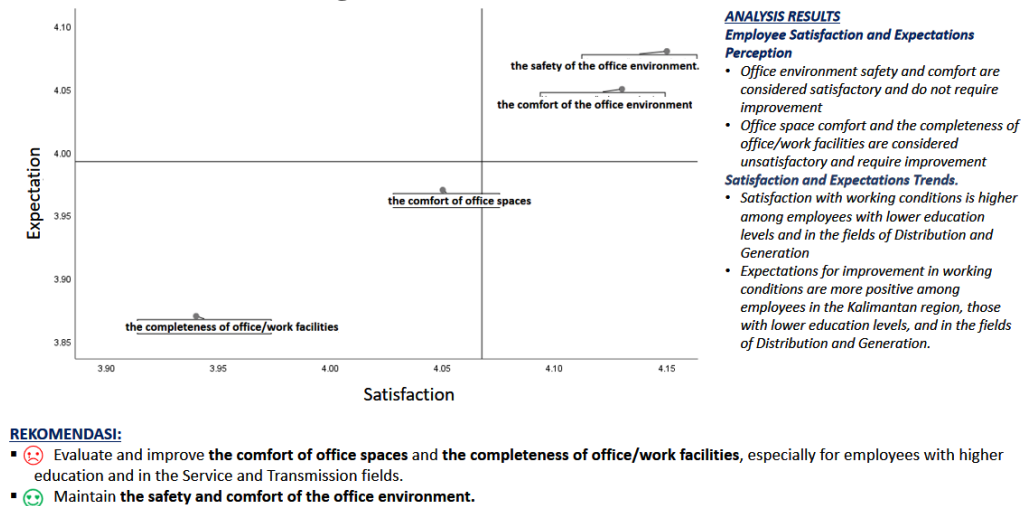 4.10
the safety of the office environment.
4.05
the comfort of the office environment
4.00
the comfort of office spaces
3.95
3.90
the completeness of office/work facilities
3.85
Expectation
3.90 3.95 4.00 4.05 4.10 4.15
Satisfaction
ANALYSIS RESULTS
Employee Satisfaction and Expectations
Perception
• Office environment safety and comfort are
considered satisfactory and do not require
improvement
• Office space comfort and the completeness of
office/work facilities are considered
unsatisfactory and require improvement
Satisfaction and Expectations Trends.
• Satisfaction with working conditions is higher
among employees with lower education
levels and in the fields of Distribution and
Generation
• Expectations for improvement in working
conditions are more positive among
employees in the Kalimantan region, those
with lower education levels, and in the fields
of Distribution and Generation.
REKOMENDASI:
▪ Evaluate and improve the comfort of office spaces and the completeness of office/work facilities, especially for employees with higher
education and in the Service and Transmission fields.
▪ Maintain the safety and comfort of the office environment.